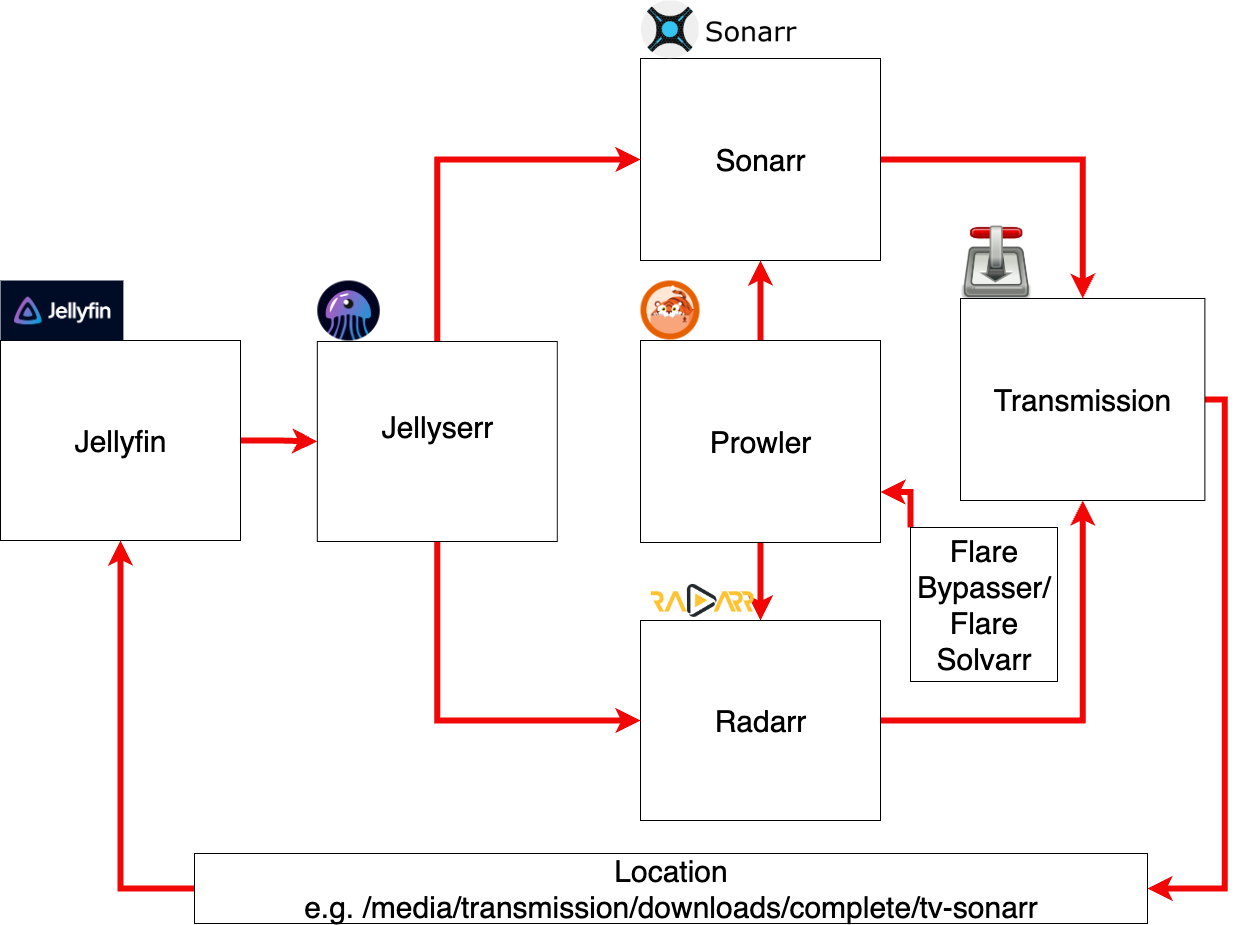 Sonarr
Sonarr
Jellyfin
Jellyfin
Jellyserr
Prowler
Transmission
Flare
Bypasser/
Flare
Solvarr
RADARR
Radarr
Location
e.g. /media/transmission/downloads/complete/tv-sonarr